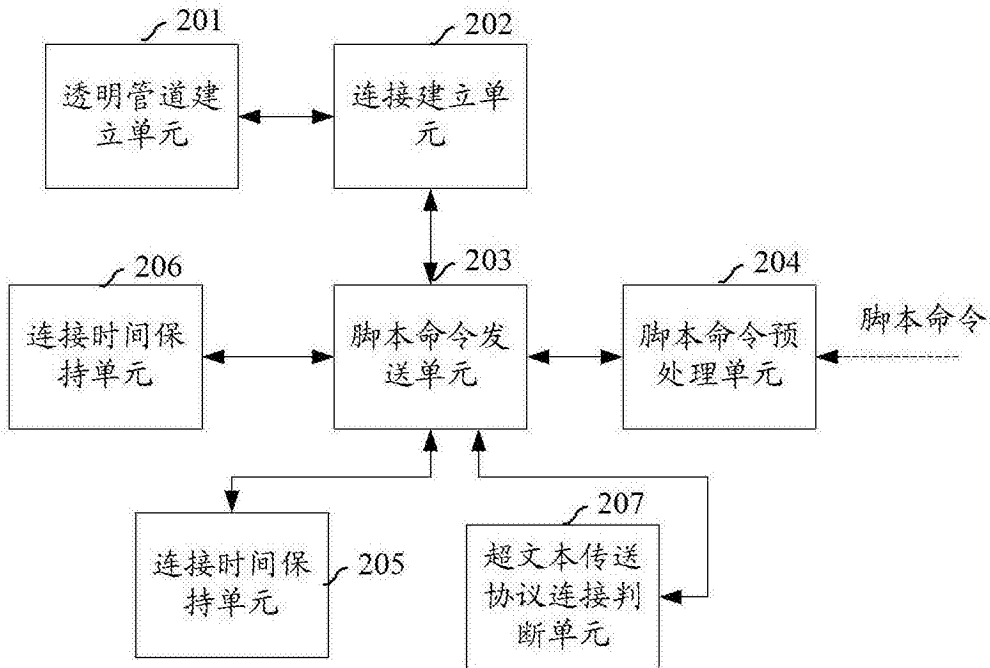 201
透明管道建
立单元
202
连接建立单
元
206
连接时间保
持单元
203
脚本命令发
送单元
204
脚本命令预
处理单元
脚本命令
连接时间保
持单元
205
207
超文本传送
协议连接判
断单元